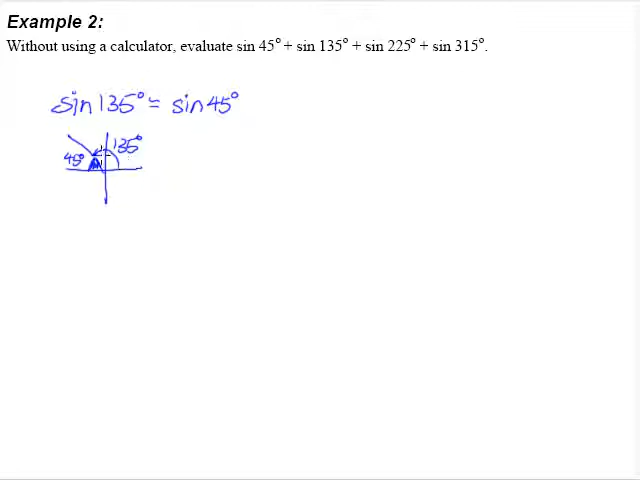 Example 2:
Without using a calculator, evaluate sin 45° + sin 135° + sin 225° + sin 315°.
sin 135° = sin 45°
135°
45°